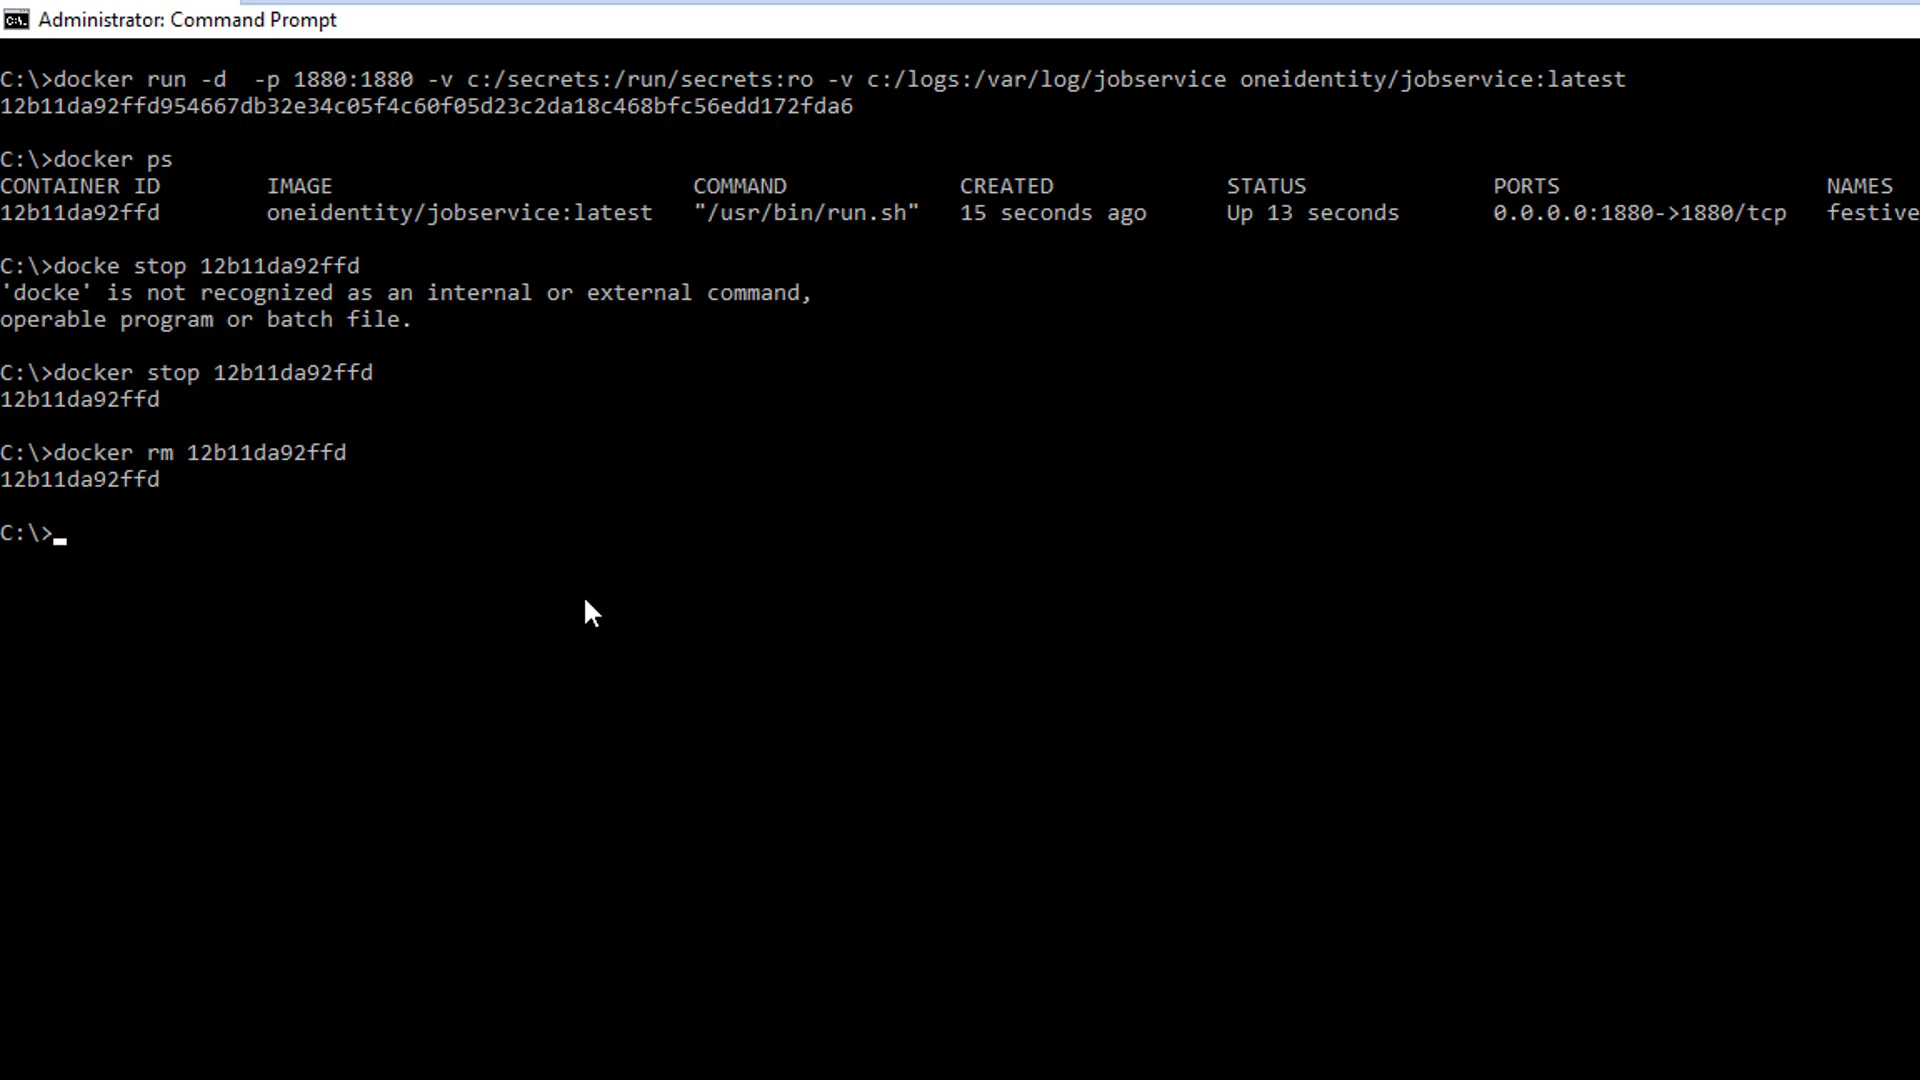 Administrator: Command Prompt
C:\>docker run -d  -p 1880:1880 -v c:/secrets:/run/secrets:ro -v c:/logs:/var/log/jobservice oneidentity/jobservice:latest
12b11da92ffd954667db32e34c05f4c60f05d23c2da18c468bfc56edd172fda6
C:\>docker ps
CONTAINER ID        IMAGE                           COMMAND             CREATED             STATUS              PORTS                    NAMES
12b11da92ffd        oneidentity/jobservice:latest   "/usr/bin/run.sh"   15 seconds ago      Up 13 seconds       0.0.0.0:1880->1880/tcp   festive
C:\>docke stop 12b11da92ffd
'docke' is not recognized as an internal or external command,
operable program or batch file.
C:\>docker stop 12b11da92ffd
12b11da92ffd
C:\>docker rm 12b11da92ffd
12b11da92ffd
C:\>